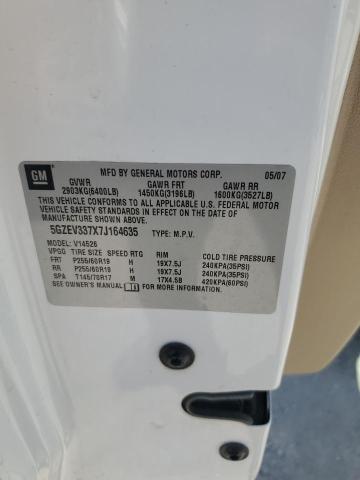 GM
MFD BY GENERAL MOTORS CORP. 05/07
GVWR GAWR FRT GAWR RR
2903KG(6400LB) 1450KG(3196LB) 1600KG(3527LB)
THIS VEHICLE CONFORMS TO ALL APPLICABLE U.S. FEDERAL MOTOR
VEHICLE SAFETY STANDARDS IN EFFECT ON THE DATE OF
MANUFACTURE SHOWN ABOVE.
5GZEV337X7J164635 TYPE: M.P.V.
MODEL: V14526
VPGG TIRE SIZE SPEED RTG RIM COLD TIRE PRESSURE
FRT P255/60R19 H 19X7.5J 240KPA(35PSI)
RR P255/60R19 H 19X7.5J 240KPA(35PSI)
SPA T145/70R17 M 17X4.5B 420KPA(60PSI)
SEE OWNER'S MANUAL